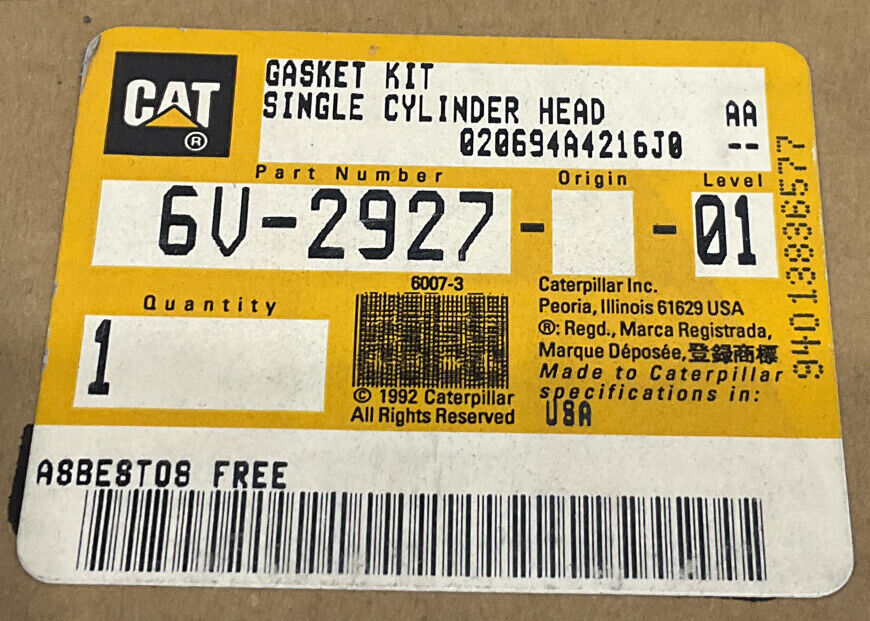 CAT
®
GASKET KIT
SINGLE CYLINDER HEAD AA
020694A4216J0 --
Part Number Origin Level
6V-2927- -01
9401383657​7
Quantity
1
6007-3
© 1992 Caterpillar
All Rights Reserved
Caterpillar Inc.
Peoria, Illinois 61629 USA
®: Regd., Marca Registrada,
Marque Déposée, 登録商標
Made to Caterpillar
specifications in:
USA
ASBESTOS FREE